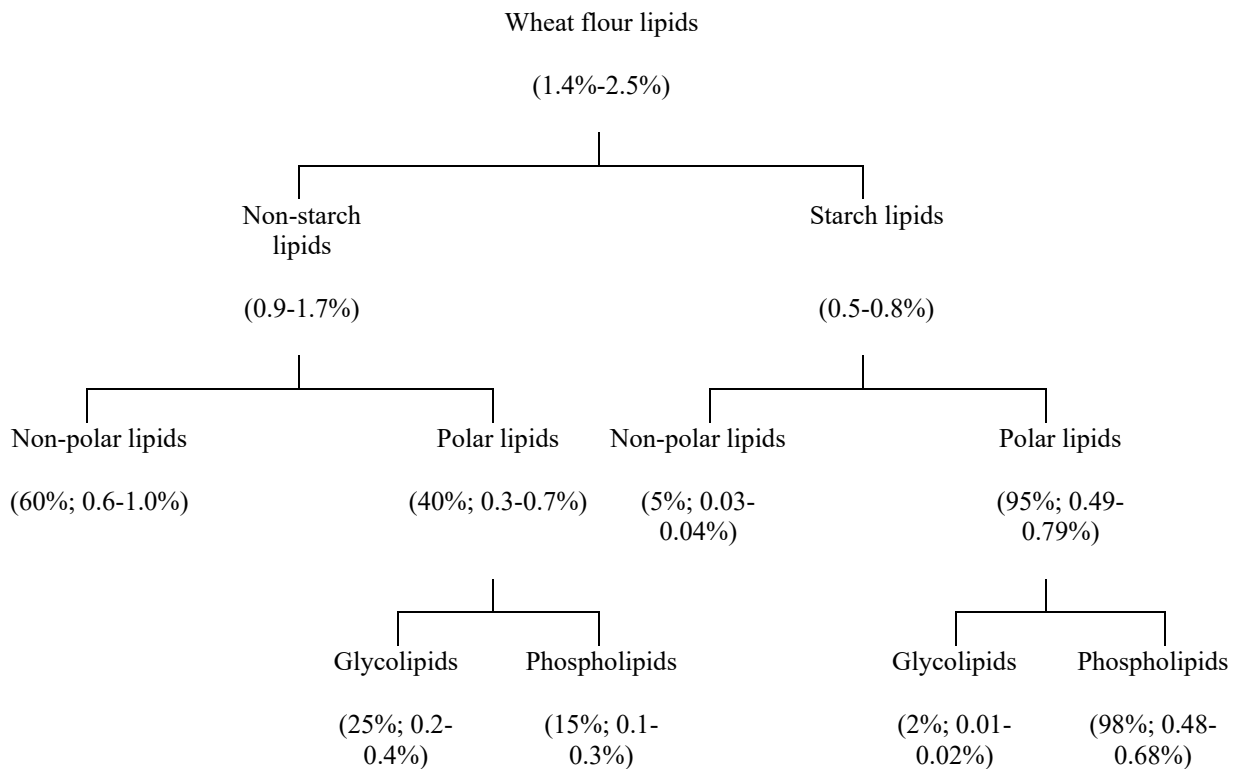 Wheat flour lipids
(1.4%-2.5%)
Non-starch
lipids
Starch lipids
(0.9-1.7%)
(0.5-0.8%)
Non-polar lipids
Polar lipids
Non-polar lipids
Polar lipids
(60%; 0.6-1.0%)
(40%; 0.3-0.7%)
(5%; 0.03-
0.04%)
(95%; 0.49-
0.79%)
Glycolipids
Phospholipids
Glycolipids
Phospholipids
(25%; 0.2-
0.4%)
(15%; 0.1-
0.3%)
(2%; 0.01-
0.02%)
(98%; 0.48-
0.68%)